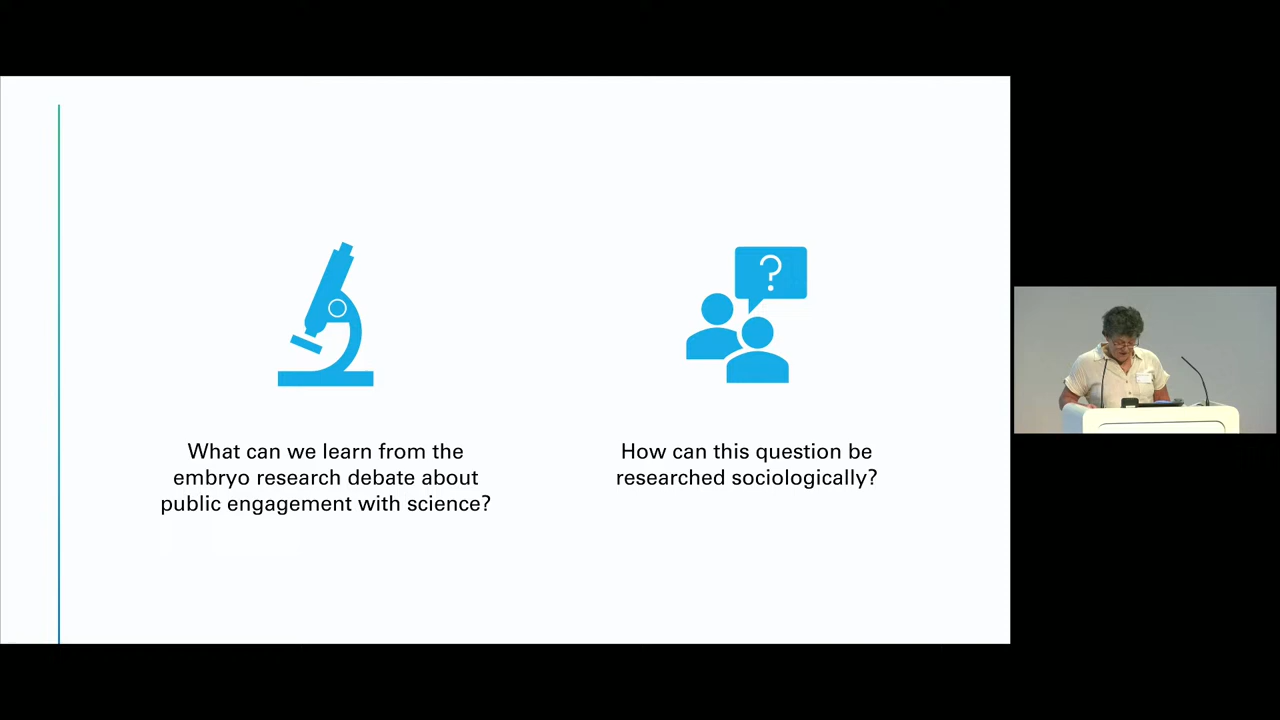 ?
What can we learn from the
embryo research debate about
public engagement with science?
How can this question be
researched sociologically?